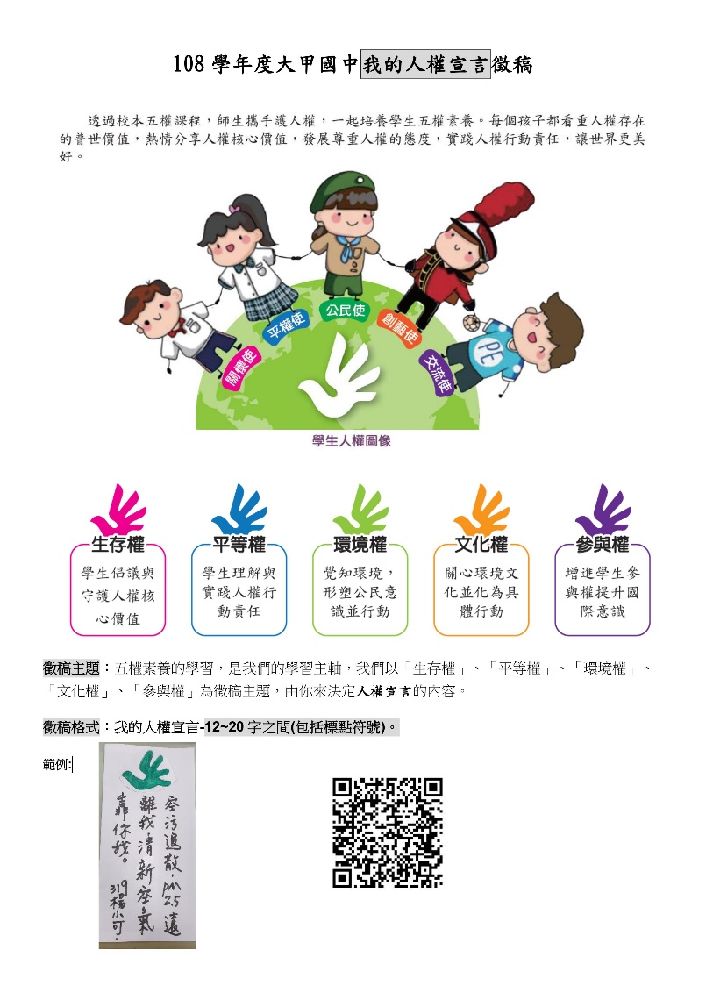 108 學年度大甲國中我的人權宣言徵稿
透過校本五權課程，師生攜手護人權，一起培養學生五權素養。每個孩子都看重人權存在
的普世價值，熱情分享人權核心價值，發展尊重人權的態度，實踐人權行動責任，讓世界更美
好。
關懷使
平權使
公民使
創藝使
交流使
PE
學生人權圖像
生存權
學生倡議與
守護人權核
心價值
平等權
學生理解與
實踐人權行
動責任
環境權
覺知環境，
形塑公民意
識並行動
文化權
關心環境文
化並化為具
體行動
參與權
增進學生參
與權提升國
際意識
徵稿主題：五權素養的學習，是我們的學習主軸，我們以「生存權」、「平等權」、「環境權」、
「文化權」、「參與權」為徵稿主題，由你來決定人權宣言的內容。
徵稿格式：我的人權宣言-12~20 字之間(包括標點符號)。
範例:
空污退散，PM2.5遠
離我清新空氣
靠你我。
319楊小可.